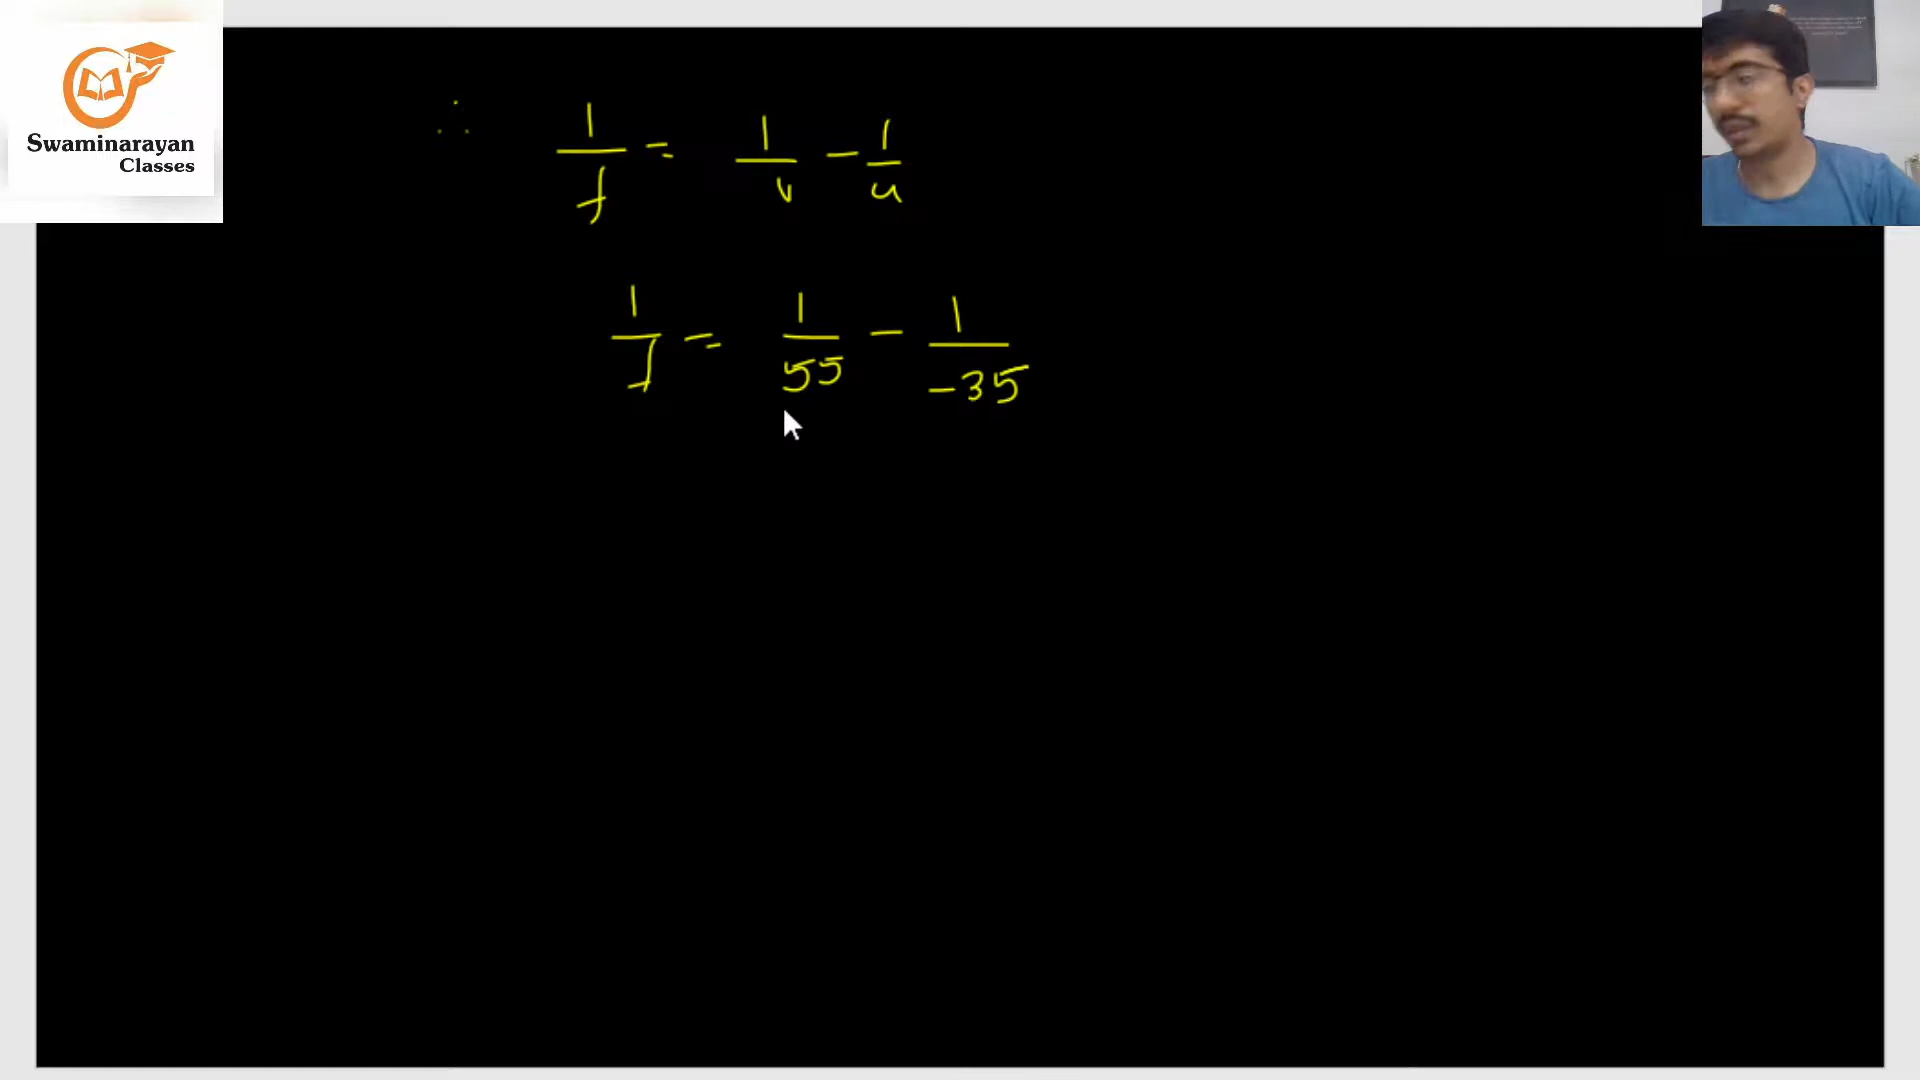 Swaminarayan
Classes
∴ 1/f = 1/v - 1/u
1/f = 1/55 - 1/-35